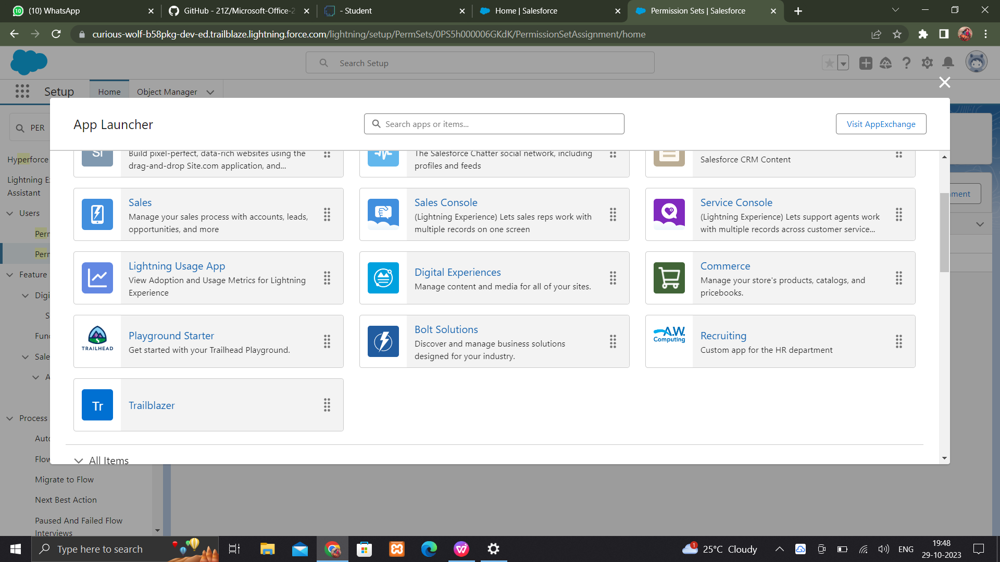 (10) WhatsApp
GitHub - 21Z/Microsoft-Office-2
- Student
Home | Salesforce
Permission Sets | Salesforce
curious-wolf-b58pkg-dev-ed.trailblaze.lightning.force.com/lightning/setup/PermSets/0PS5h000006GKdK/PermissionSetAssignment/home
Search Setup
Setup
Home
Object Manager
PER
App Launcher
Search apps or items...
Visit AppExchange
Build pixel-perfect, data-rich websites using the
drag-and-drop Site.com application, and...
The Salesforce Chatter social network, including
profiles and feeds
Salesforce CRM Content
Sales
Manage your sales process with accounts, leads,
opportunities, and more
Sales Console
(Lightning Experience) Lets sales reps work with
multiple records on one screen
Service Console
(Lightning Experience) Lets support agents work
with multiple records across customer service...
Lightning Usage App
View Adoption and Usage Metrics for Lightning
Experience
Digital Experiences
Manage content and media for all of your sites.
Commerce
Manage your store's products, catalogs, and
pricebooks.
TRAILHEAD
Playground Starter
Get started with your Trailhead Playground.
Bolt Solutions
Discover and manage business solutions
designed for your industry.
A.W.
Computing
Recruiting
Custom app for the HR department
Tr
Trailblazer
All Items
Hyperforce
Lightning E
Assistant
Users
Perm
Perm
Feature
Digi
S
Func
Sale
A
Process
Auto
Flow
Migrate to Flow
Next Best Action
Paused And Failed Flow
Interviews
ment
Type here to search
1
25°C Cloudy
ENG
19:48
29-10-2023